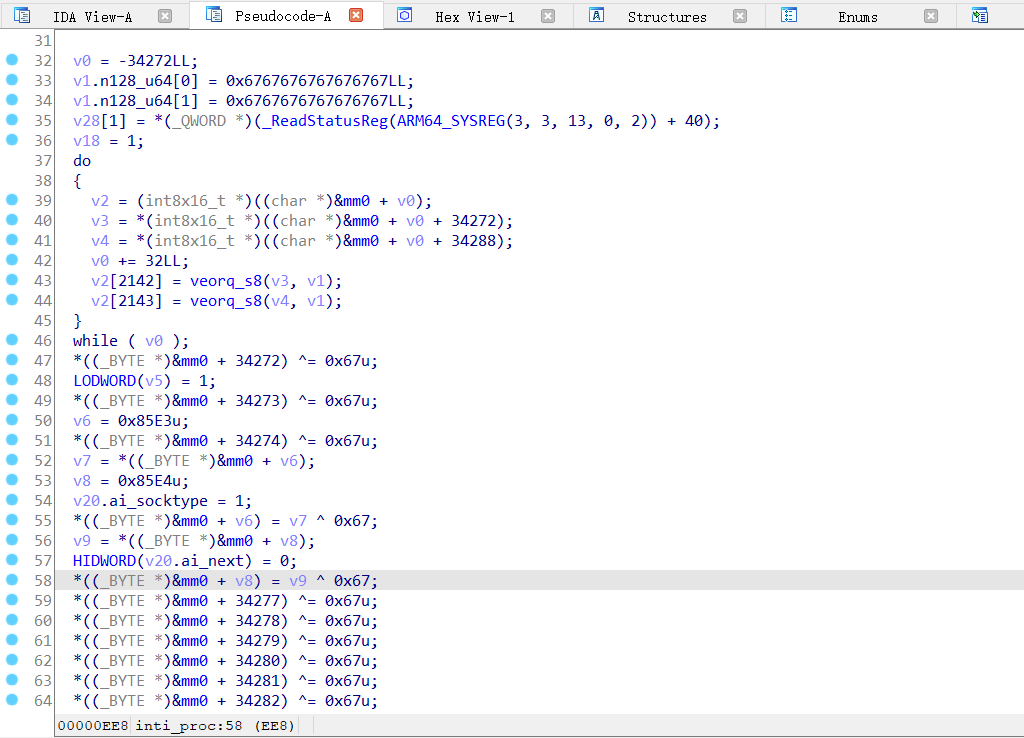 IDA View-A Pseudocode-A Hex View-1 Structures Enums
31
32 v0 = -34272LL;
33 v1.n128_u64[0] = 0x6767676767676767LL;
34 v1.n128_u64[1] = 0x6767676767676767LL;
35 v28[1] = *(_QWORD *)(_ReadStatusReg(ARM64_SYSREG(3, 3, 13, 0, 2)) + 40);
36 v18 = 1;
37 do
38 {
39 v2 = (int8x16_t *)((char *)&mm0 + v0);
40 v3 = *(int8x16_t *)((char *)&mm0 + v0 + 34272);
41 v4 = *(int8x16_t *)((char *)&mm0 + v0 + 34288);
42 v0 += 32LL;
43 v2[2142] = veorq_s8(v3, v1);
44 v2[2143] = veorq_s8(v4, v1);
45 }
46 while ( v0 );
47 *((_BYTE *)&mm0 + 34272) ^= 0x67u;
48 LODWORD(v5) = 1;
49 *((_BYTE *)&mm0 + 34273) ^= 0x67u;
50 v6 = 0x85E3u;
51 *((_BYTE *)&mm0 + 34274) ^= 0x67u;
52 v7 = *((_BYTE *)&mm0 + v6);
53 v8 = 0x85E4u;
54 v20.ai_socktype = 1;
55 *((_BYTE *)&mm0 + v6) = v7 ^ 0x67;
56 v9 = *((_BYTE *)&mm0 + v8);
57 HIDWORD(v20.ai_next) = 0;
58 *((_BYTE *)&mm0 + v8) = v9 ^ 0x67;
59 *((_BYTE *)&mm0 + 34277) ^= 0x67u;
60 *((_BYTE *)&mm0 + 34278) ^= 0x67u;
61 *((_BYTE *)&mm0 + 34279) ^= 0x67u;
62 *((_BYTE *)&mm0 + 34280) ^= 0x67u;
63 *((_BYTE *)&mm0 + 34281) ^= 0x67u;
64 *((_BYTE *)&mm0 + 34282) ^= 0x67u;
00000EE8 inti_proc:58 (EE8)